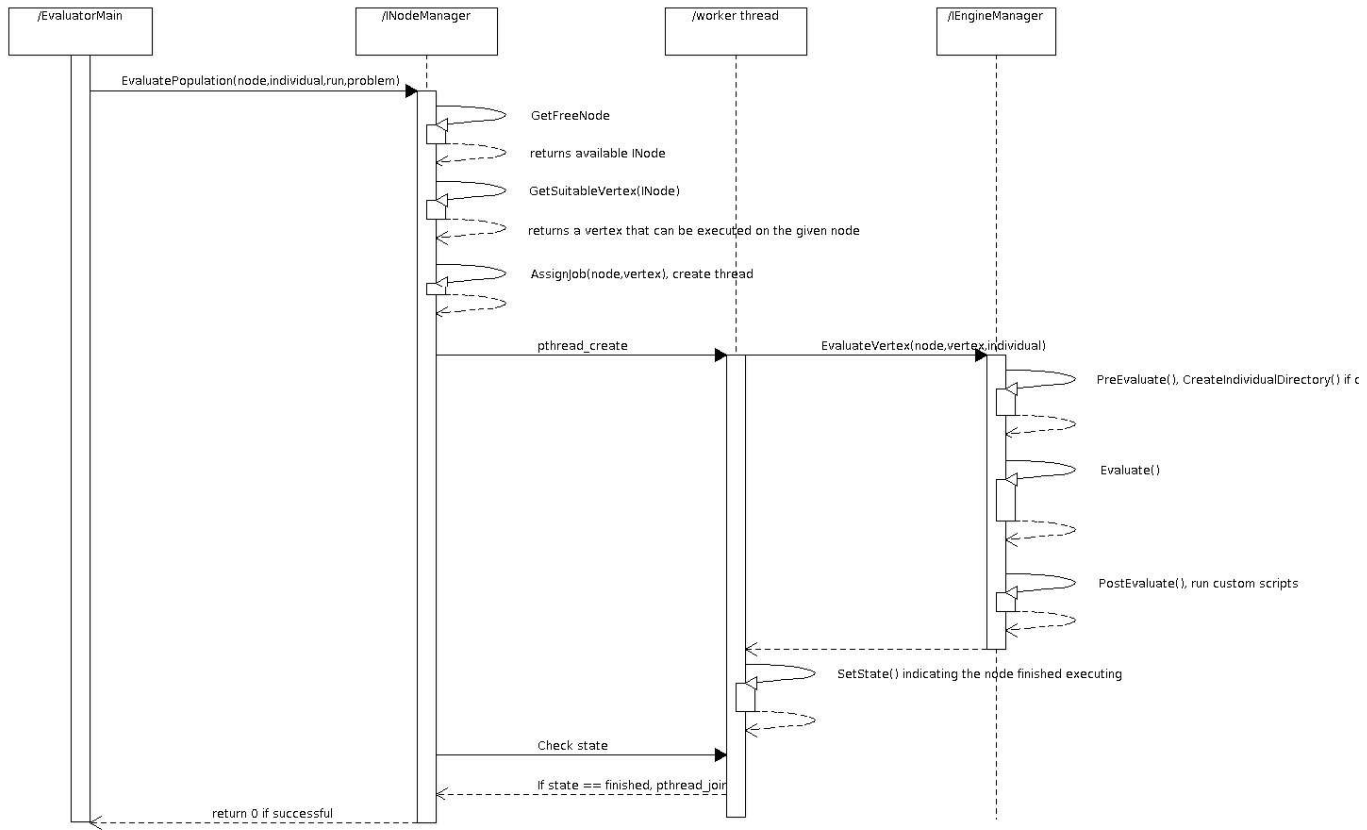 /EvaluatorMain
/INodeManager
/worker thread
/IEngineManager
EvaluatePopulation(node,individual,run,problem)
GetFreeNode
returns available INode
GetSuitableVertex(INode)
returns a vertex that can be executed on the given node
AssignJob(node,vertex), create thread
pthread_create
EvaluateVertex(node,vertex,individual)
PreEvaluate(), CreateIndividualDirectory() if
Evaluate()
PostEvaluate(), run custom scripts
SetState() indicating the node finished executing
Check state
If state == finished, pthread_join
return 0 if successful